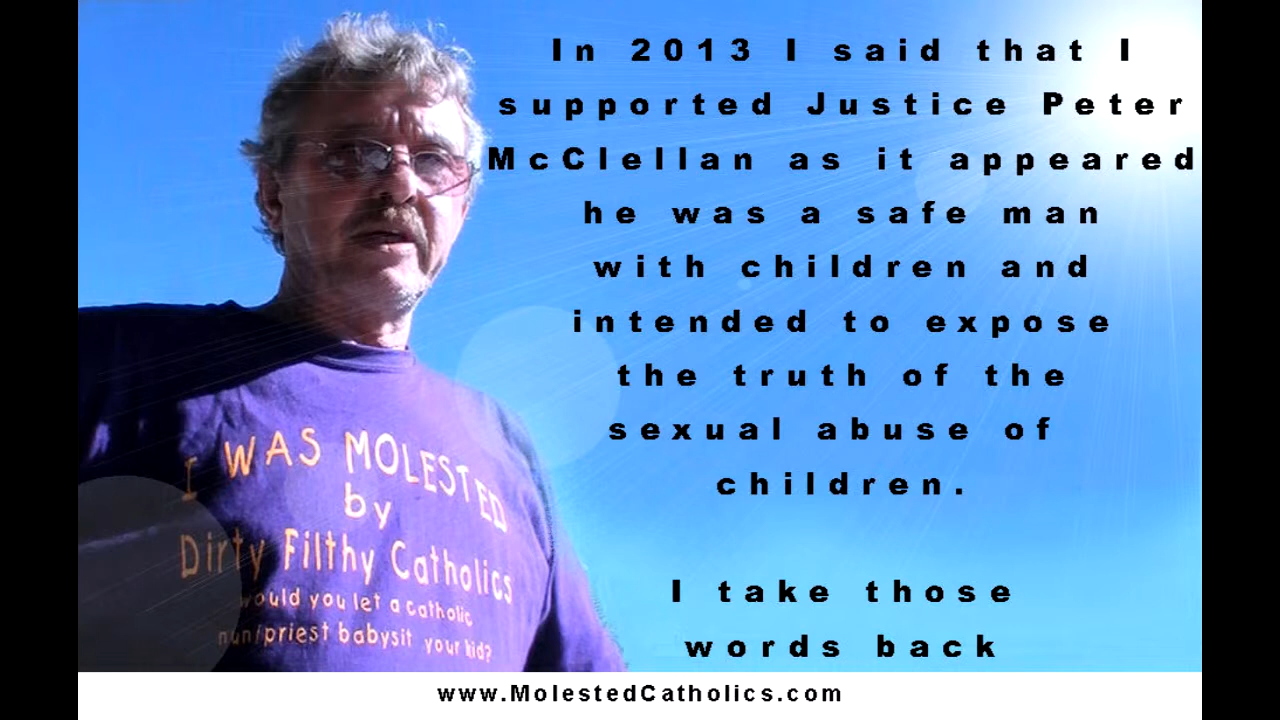 In 2013 I said that I
supported Justice Peter
McClellan as it appeared
he was a safe man
with children and
intended to expose
the truth of the
sexual abuse of
children.
I take those
words back
I WAS MOLESTED
by
Dirty Filthy Catholics
would you let a catholic
nun/priest babysit your kid?
www.MolestedCatholics.com